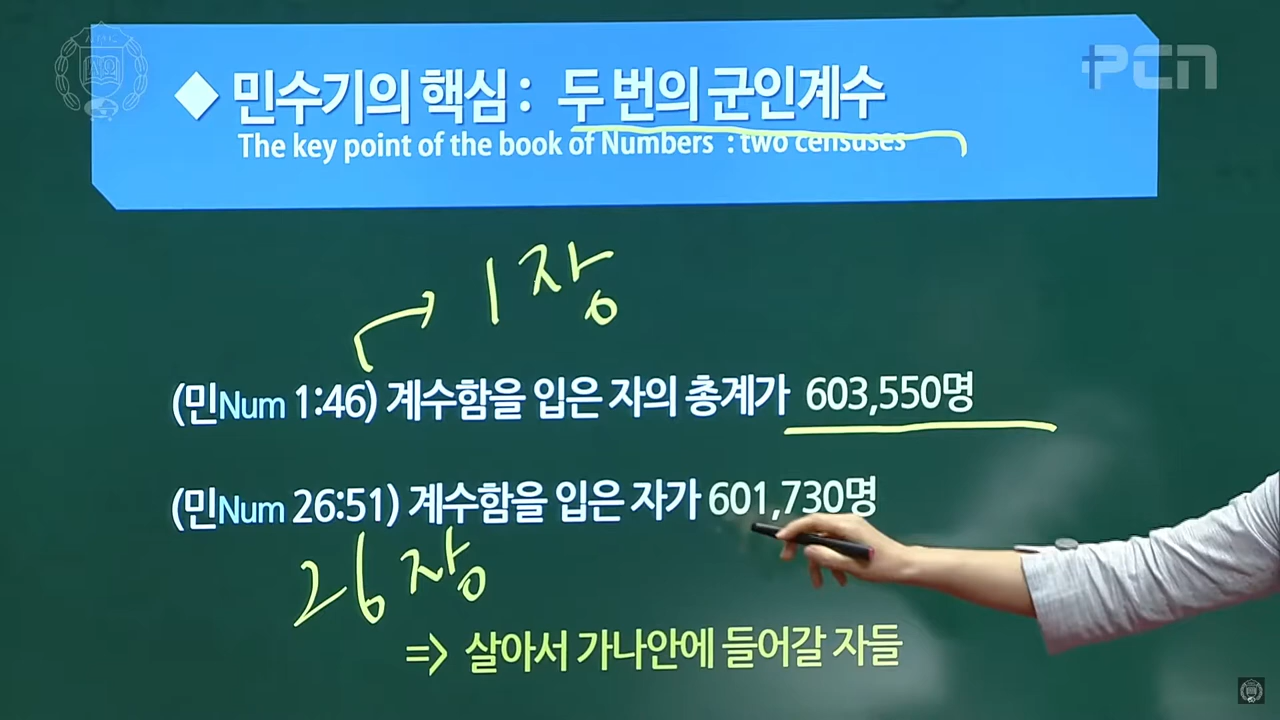 PCN
◆ 민수기의 핵심 : 두 번의 군인계수
The key point of the book of Numbers : two censuses
1장
(민Num 1:46) 계수함을 입은 자의 총계가 603,550명
(민Num 26:51) 계수함을 입은 자가 601,730명
26장
=> 살아서 가나안에 들어갈 자들